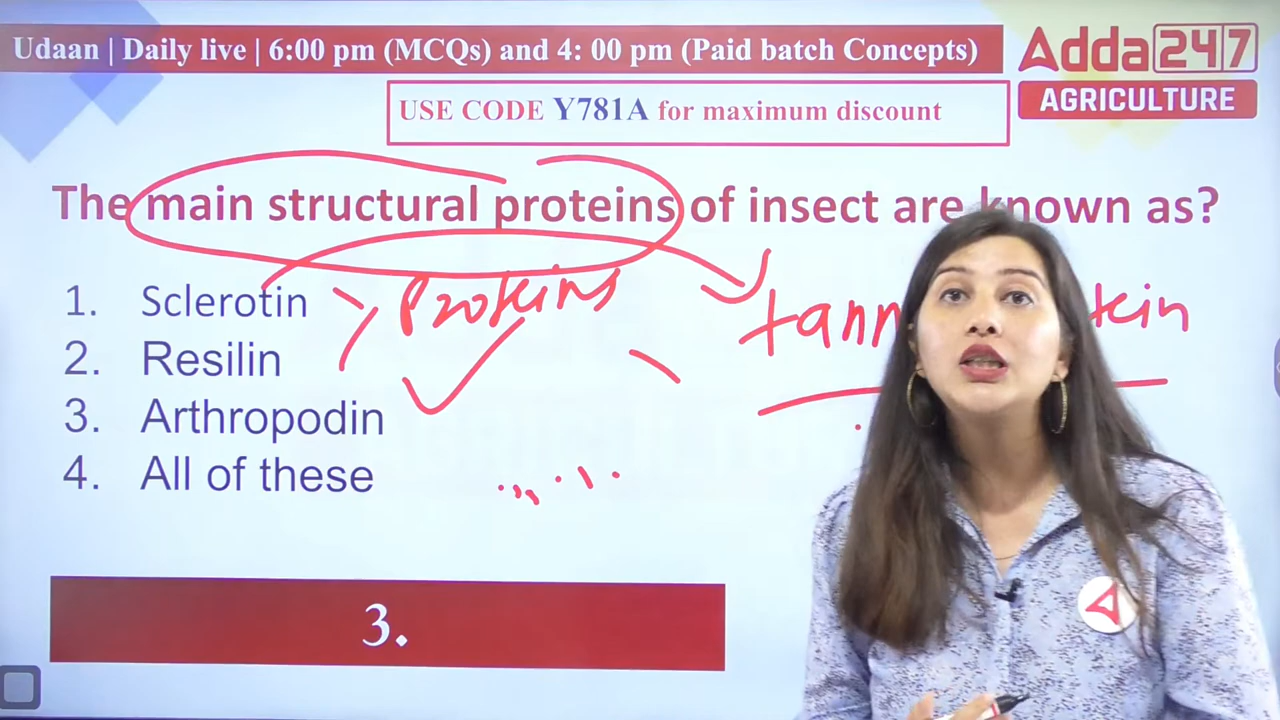 Udaan | Daily live | 6:00 pm (MCQs) and 4: 00 pm (Paid batch Concepts)
Adda247
AGRICULTURE
USE CODE Y781A for maximum discount
The main structural proteins of insect are known as?
1. Sclerotin
2. Resilin
3. Arthropodin
4. All of these
Proteins
3.